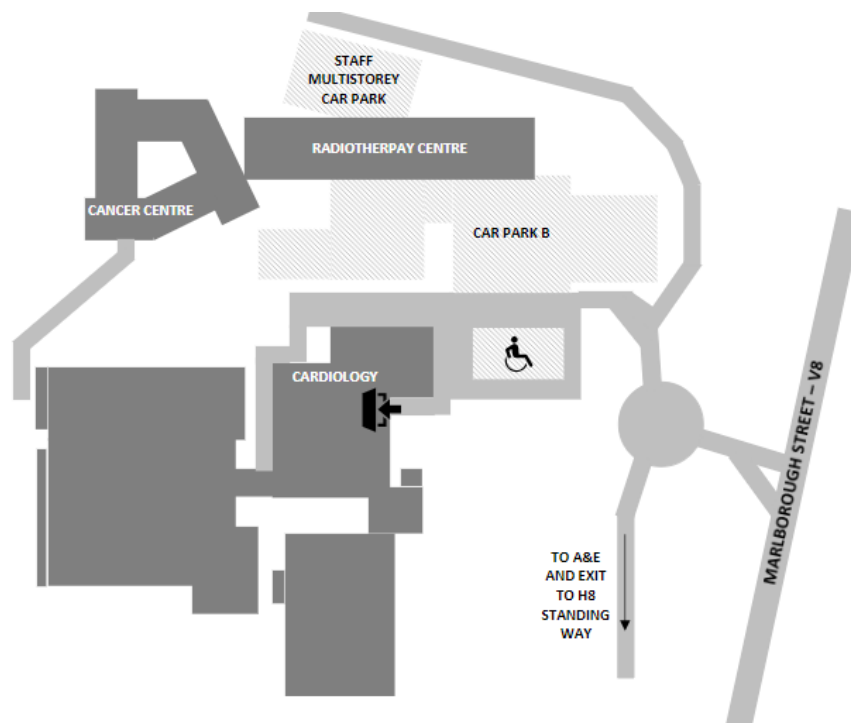 STAFF
MULTISTOREY
CAR PARK
RADIOTHERPAY CENTRE
CANCER CENTRE
CAR PARK B
CARDIOLOGY
MARLBOROUGH STREET – V8
TO A&E
AND EXIT
TO H8
STANDING
WAY